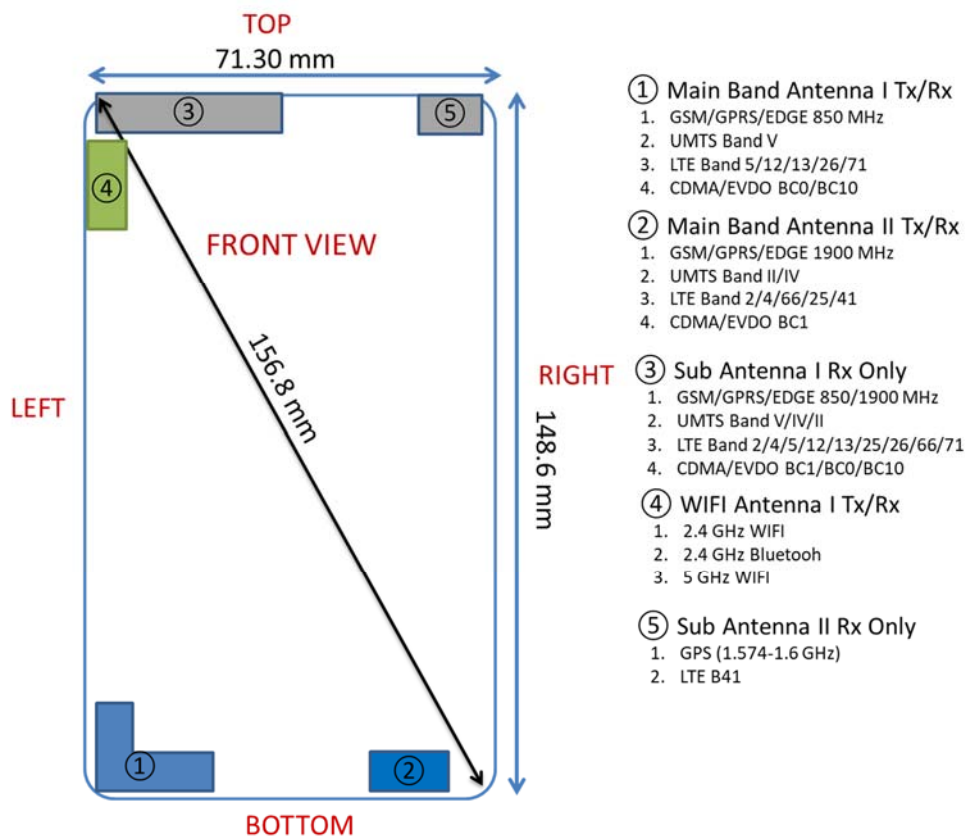 TOP
71.30 mm
③
⑤
④
FRONT VIEW
156.8 mm
LEFT
RIGHT
148.6 mm
①
②
BOTTOM
① Main Band Antenna I Tx/Rx
1. GSM/GPRS/EDGE 850 MHz
2. UMTS Band V
3. LTE Band 5/12/13/26/71
4. CDMA/EVDO BC0/BC10
② Main Band Antenna II Tx/Rx
1. GSM/GPRS/EDGE 1900 MHz
2. UMTS Band II/IV
3. LTE Band 2/4/66/25/41
4. CDMA/EVDO BC1
③ Sub Antenna I Rx Only
1. GSM/GPRS/EDGE 850/1900 MHz
2. UMTS Band V/IV/II
3. LTE Band 2/4/5/12/13/25/26/66/71
4. CDMA/EVDO BC1/BC0/BC10
④ WIFI Antenna I Tx/Rx
1. 2.4 GHz WIFI
2. 2.4 GHz Bluetooh
3. 5 GHz WIFI
⑤ Sub Antenna II Rx Only
1. GPS (1.574-1.6 GHz)
2. LTE B41